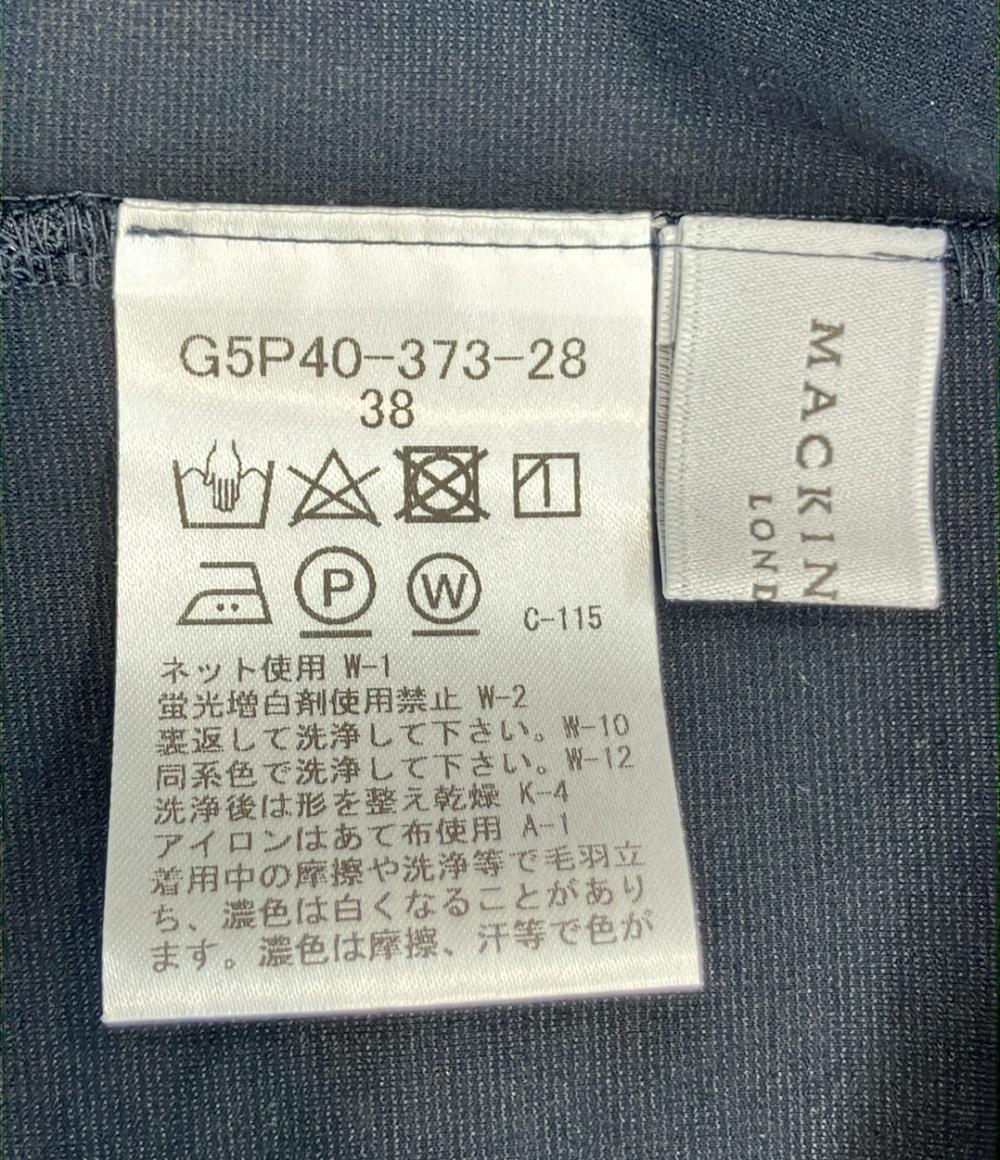 G5P40-373-28
38
P
W
C-115
ネット使用 W-1
蛍光増白剤使用禁止 W-2
裏返して洗浄して下さい。W-10
同系色で洗浄して下さい。W-12
洗浄後は形を整え乾燥 K-4
アイロンはあて布使用 A-1
着用中の摩擦や洗浄等で毛羽立
ち、濃色は白くなることがあり
ます。濃色は摩擦、汗等で色が
MACKIN
LOND